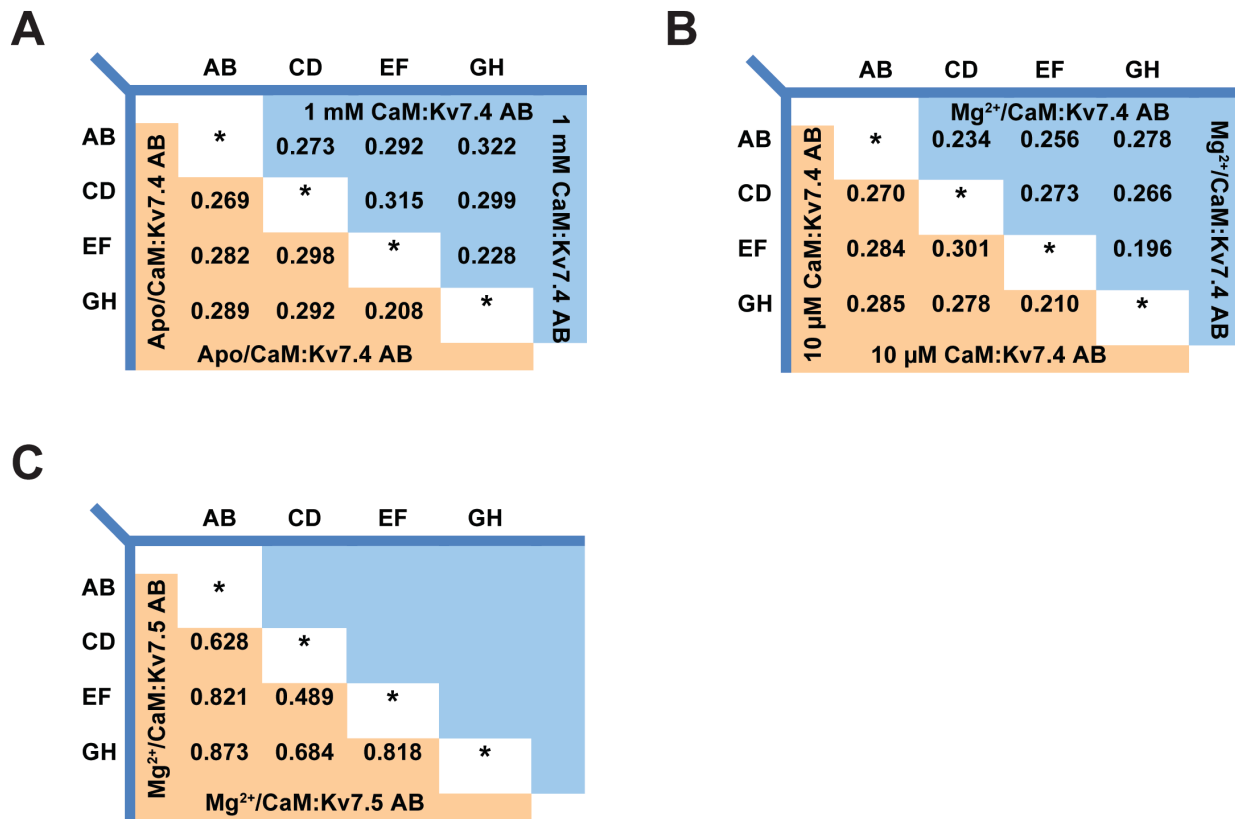 A
AB CD EF GH
1 mM CaM:Kv7.4 AB
1 mM CaM:Kv7.4 AB
AB * 0.273 0.292 0.322
CD 0.269 * 0.315 0.299
EF 0.282 0.298 * 0.228
GH 0.289 0.292 0.208 *
Apo/CaM:Kv7.4 AB
Apo/CaM:Kv7.4 AB
B
AB CD EF GH
Mg²⁺/CaM:Kv7.4 AB
Mg²⁺/CaM:Kv7.4 AB
AB * 0.234 0.256 0.278
CD 0.270 * 0.273 0.266
EF 0.284 0.301 * 0.196
GH 0.285 0.278 0.210 *
10 µM CaM:Kv7.4 AB
10 µM CaM:Kv7.4 AB
C
AB CD EF GH
AB *
CD 0.628 *
EF 0.821 0.489 *
GH 0.873 0.684 0.818 *
Mg²⁺/CaM:Kv7.5 AB
Mg²⁺/CaM:Kv7.5 AB